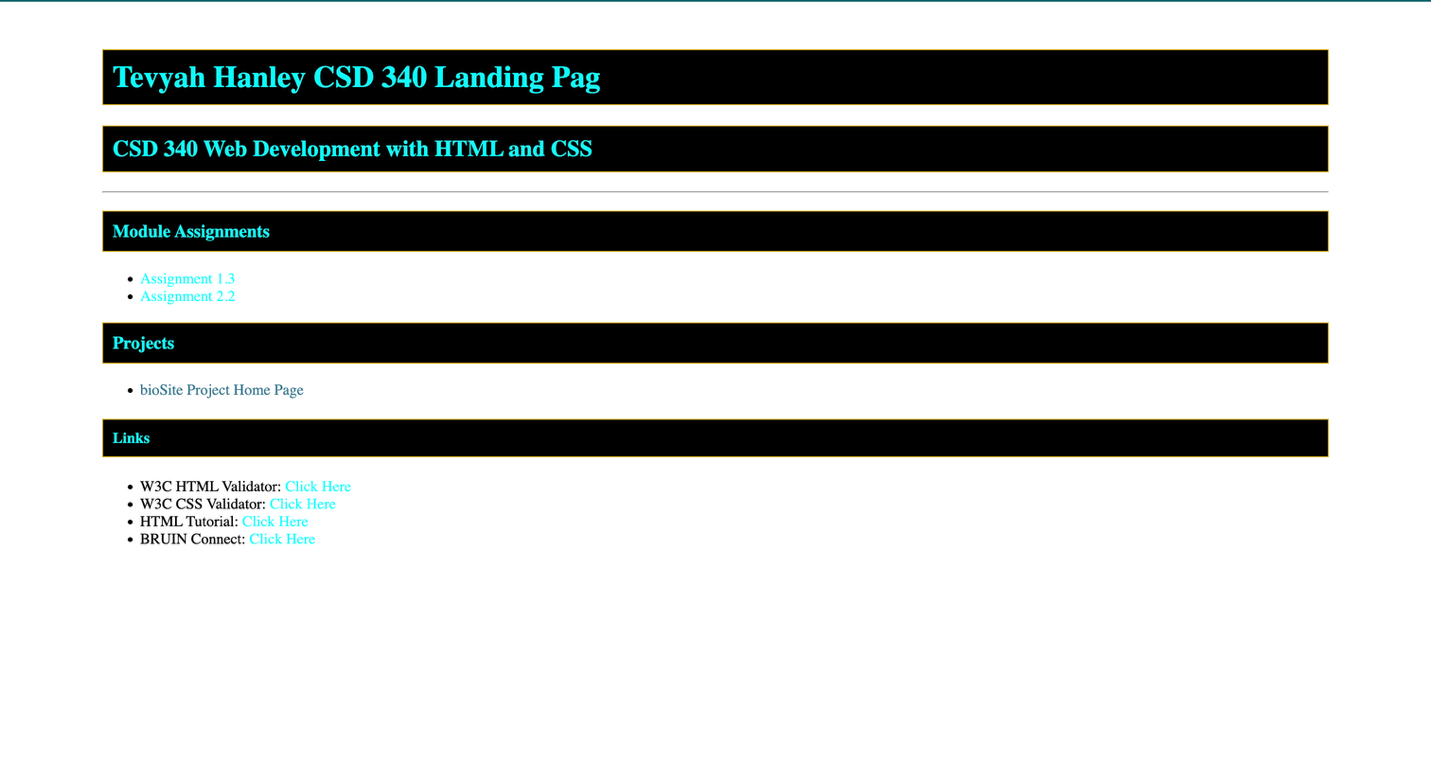 Tevyah Hanley CSD 340 Landing Pag
CSD 340 Web Development with HTML and CSS
Module Assignments
Assignment 1.3
Assignment 2.2
Projects
bioSite Project Home Page
Links
W3C HTML Validator: Click Here
W3C CSS Validator: Click Here
HTML Tutorial: Click Here
BRUIN Connect: Click Here